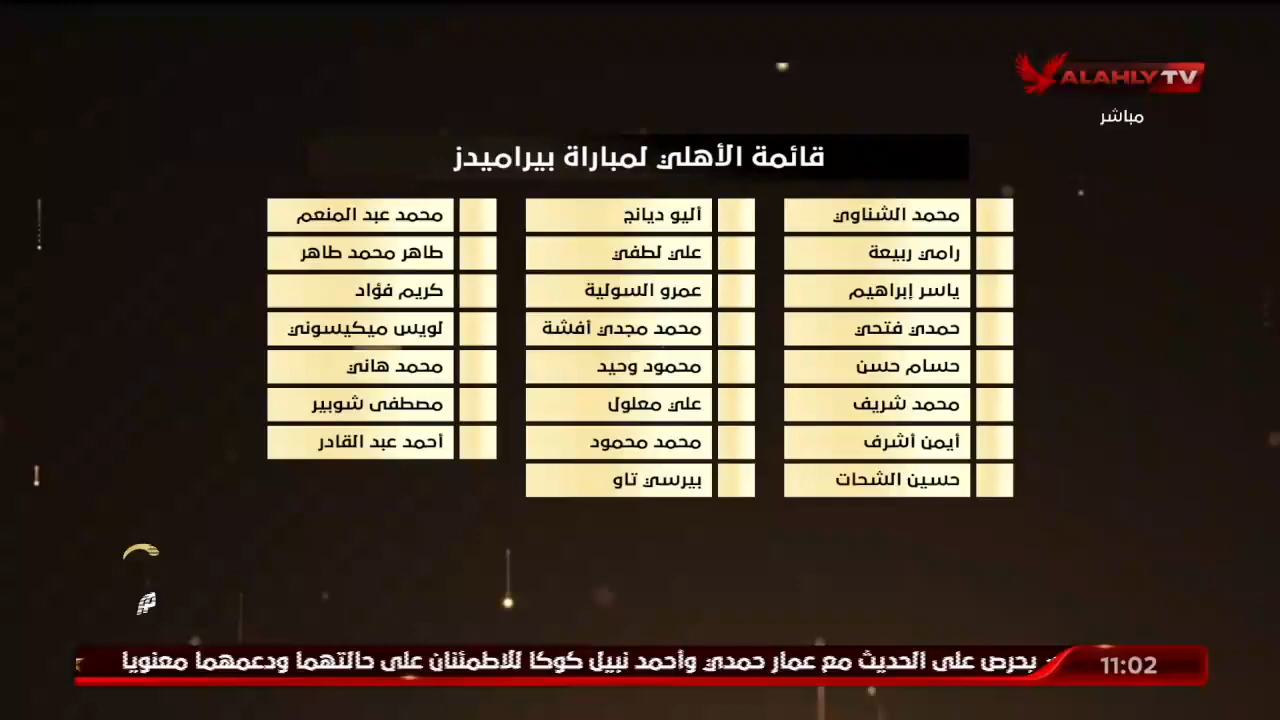 ALAHLY TV
مباشر
قائمة الأهلي لمباراة بيراميدز
محمد الشناوي
رامي ربيعة
ياسر إبراهيم
حمدي فتحي
حسام حسن
محمد شريف
أيمن أشرف
حسين الشحات
أليو ديانج
علي لطفي
عمرو السولية
محمد مجدي أفشة
محمود وحيد
علي معلول
محمد محمود
بيرسي تاو
محمد عبد المنعم
طاهر محمد طاهر
كريم فؤاد
لويس ميكيسوني
محمد هاني
مصطفى شوبير
أحمد عبد القادر
يحرص على الحديث مع عمار حمدي وأحمد نبيل كوكا للاطمئنان على حالتهما ودعمهما معنويا
11:02